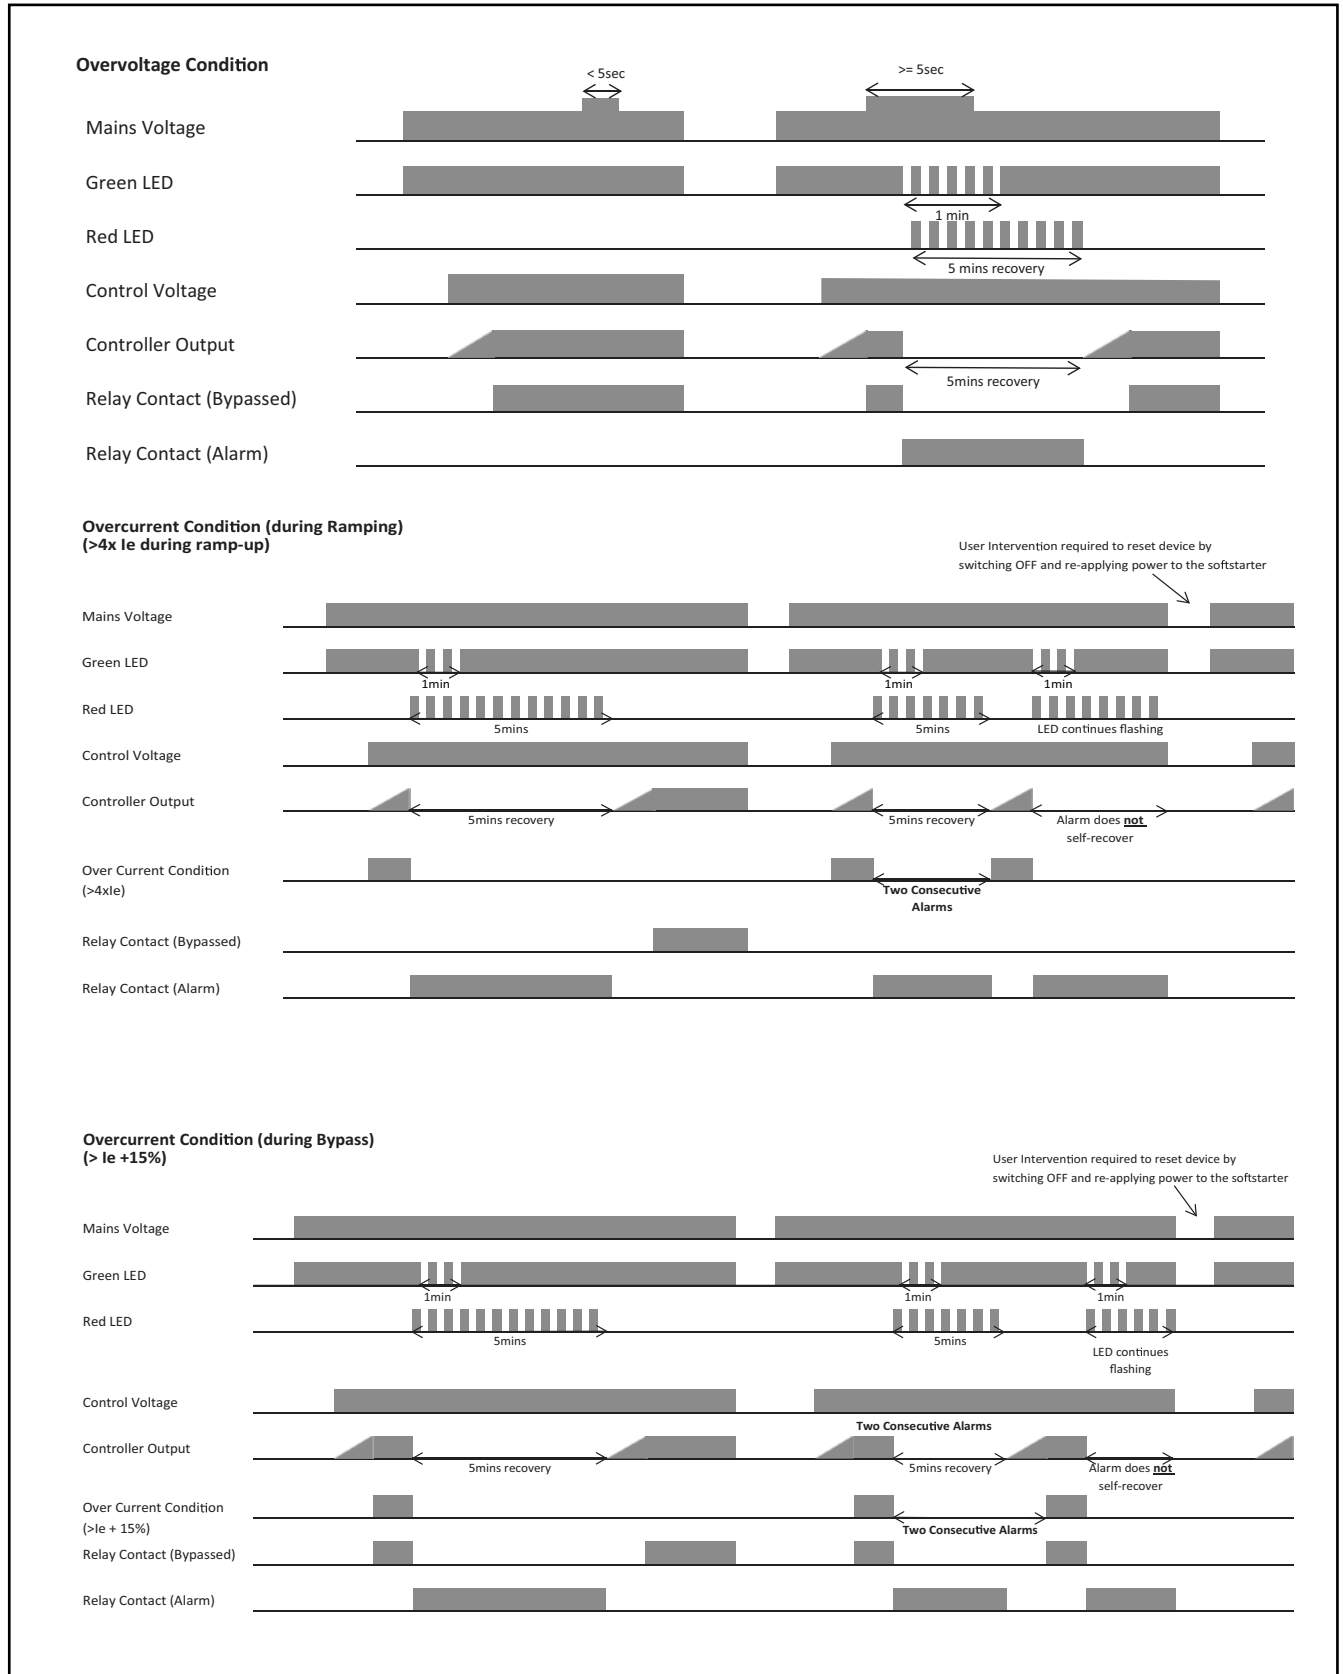 Overvoltage Condition
< 5sec
>= 5sec
Mains Voltage
Green LED
1 min
Red LED
5 mins recovery
Control Voltage
Controller Output
5mins recovery
Relay Contact (Bypassed)
Relay Contact (Alarm)
Overcurrent Condition (during Ramping)
(>4x Ie during ramp-up)
User Intervention required to reset device by
switching OFF and re-applying power to the softstarter
Mains Voltage
Green LED
1min
1min
1min
Red LED
5mins
5mins
LED continues flashing
Control Voltage
Controller Output
5mins recovery
5mins recovery
Alarm does not
self-recover
Over Current Condition
(>4xIe)
Two Consecutive
Alarms
Relay Contact (Bypassed)
Relay Contact (Alarm)
Overcurrent Condition (during Bypass)
(> Ie +15%)
User Intervention required to reset device by
switching OFF and re-applying power to the softstarter
Mains Voltage
Green LED
1min
1min
1min
Red LED
5mins
5mins
LED continues
flashing
Control Voltage
Two Consecutive Alarms
Controller Output
5mins recovery
5mins recovery
Alarm does not
self-recover
Over Current Condition
(>Ie + 15%)
Two Consecutive Alarms
Relay Contact (Bypassed)
Relay Contact (Alarm)